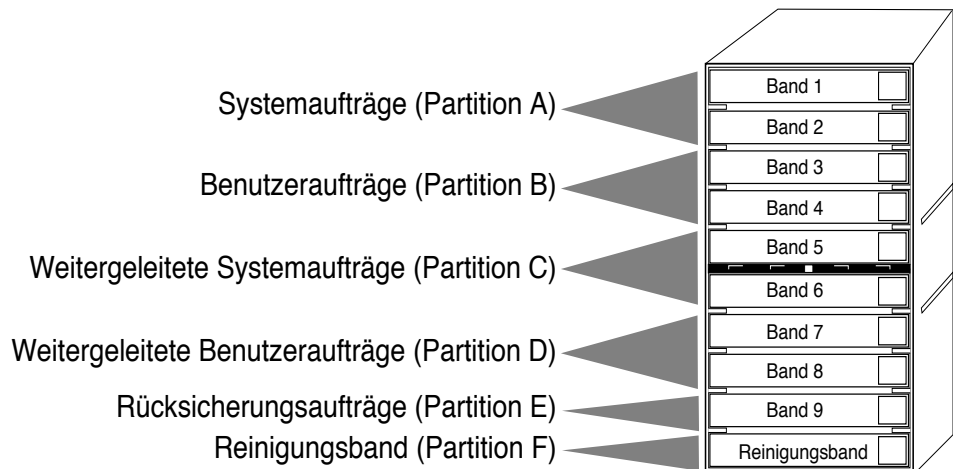 Systemaufträge (Partition A)
Benutzeraufträge (Partition B)
Weitergeleitete Systemaufträge (Partition C)
Weitergeleitete Benutzeraufträge (Partition D)
Rücksicherungsaufträge (Partition E)
Reinigungsband (Partition F)
Band 1
Band 2
Band 3
Band 4
Band 5
Band 6
Band 7
Band 8
Band 9
Reinigungsband